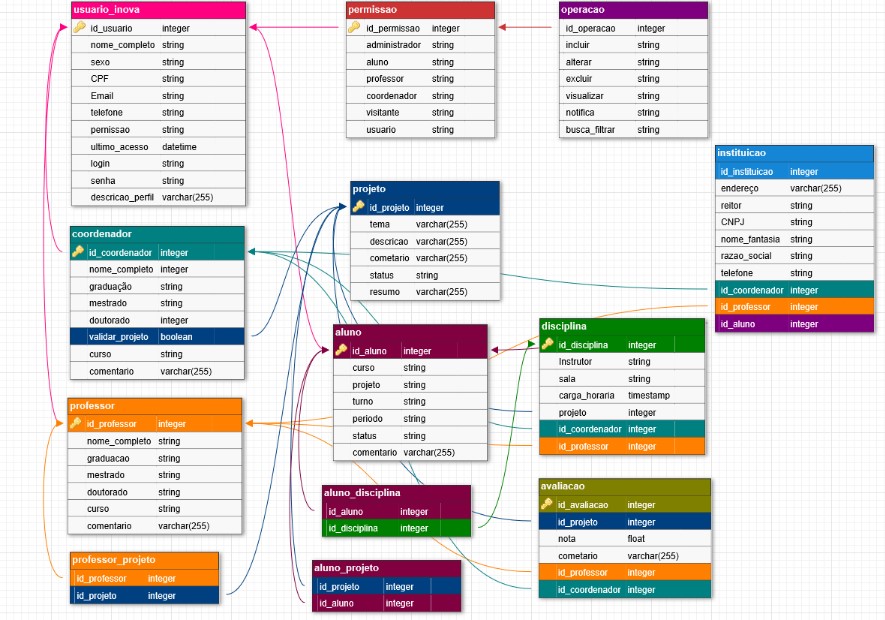 usuario_inova
id_usuario integer
nome_completo string
sexo string
CPF string
Email string
telefone string
pernissao string
ultimo_acesso datetime
login string
senha string
descricao_perfil varchar(255)
permissao
id_permissao integer
administrador string
aluno string
professor string
coordenador string
visitante string
usuario string
operacao
id_operacao integer
incluir string
alterar string
excluir string
visualizar string
notifica string
busca_filtrar string
instituicao
id_instituicao integer
endereço varchar(255)
reitor string
CNPJ string
nome_fantasia string
razao_social string
telefone string
id_coordenador integer
id_professor integer
id_aluno integer
projeto
id_projeto integer
tema varchar(255)
descricao varchar(255)
cometario varchar(255)
status string
resumo varchar(255)
coordenador
id_coordenador integer
nome_completo integer
graduação string
mestrado string
doutorado integer
validar_projeto boolean
curso string
comentario varchar(255)
aluno
id_aluno integer
curso string
projeto string
turno string
periodo string
status string
comentario varchar(255)
disciplina
id_disciplina integer
Instrutor string
sala string
carga_horaria timestamp
projeto integer
id_coordenador integer
id_professor integer
professor
id_professor integer
nome_completo string
graduacao string
mestrado string
doutorado string
curso string
comentario varchar(255)
aluno_disciplina
id_aluno integer
id_disciplina integer
avaliacao
id_avaliacao integer
id_projeto integer
nota float
cometario varchar(255)
id_professor integer
id_coordenador integer
professor_projeto
id_professor integer
id_projeto integer
aluno_projeto
id_projeto integer
id_aluno integer